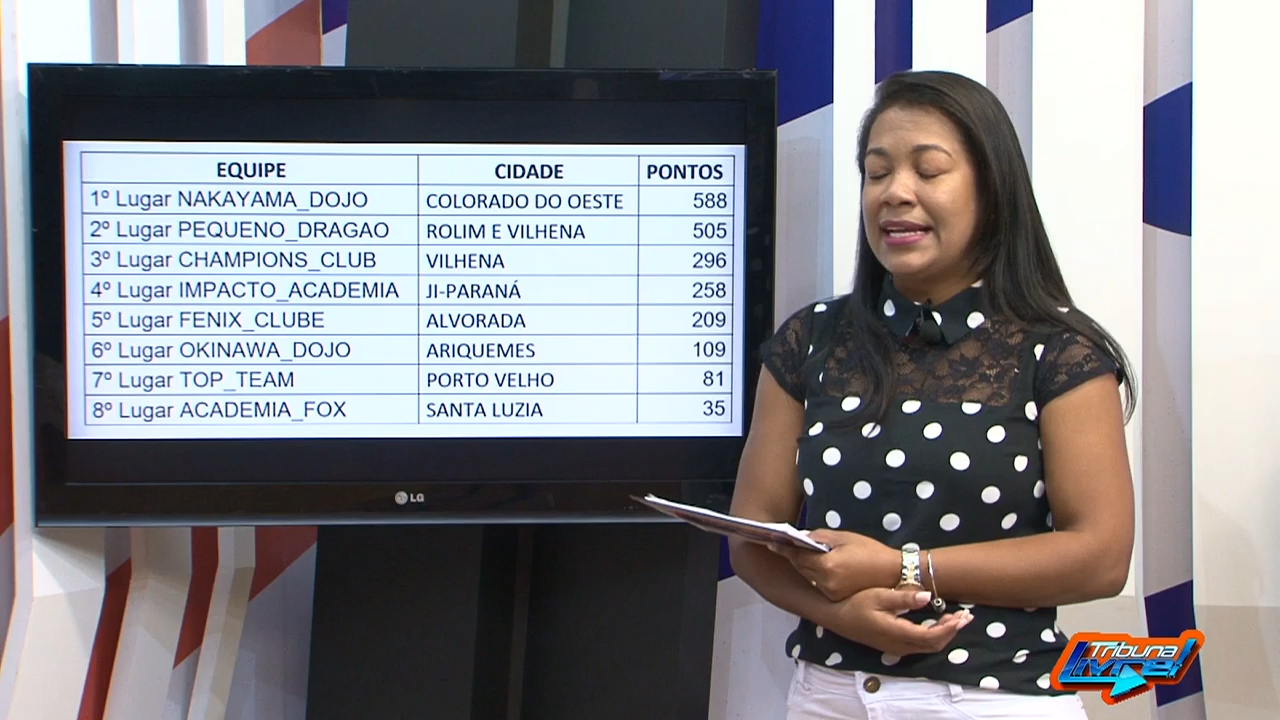 EQUIPE CIDADE PONTOS
1º Lugar NAKAYAMA_DOJO COLORADO DO OESTE 588
2º Lugar PEQUENO_DRAGAO ROLIM E VILHENA 505
3º Lugar CHAMPIONS_CLUB VILHENA 296
4º Lugar IMPACTO_ACADEMIA JI-PARANÁ 258
5º Lugar FENIX_CLUBE ALVORADA 209
6º Lugar OKINAWA_DOJO ARIQUEMES 109
7º Lugar TOP_TEAM PORTO VELHO 81
8º Lugar ACADEMIA_FOX SANTA LUZIA 35
LG
Tribuna
Livre!